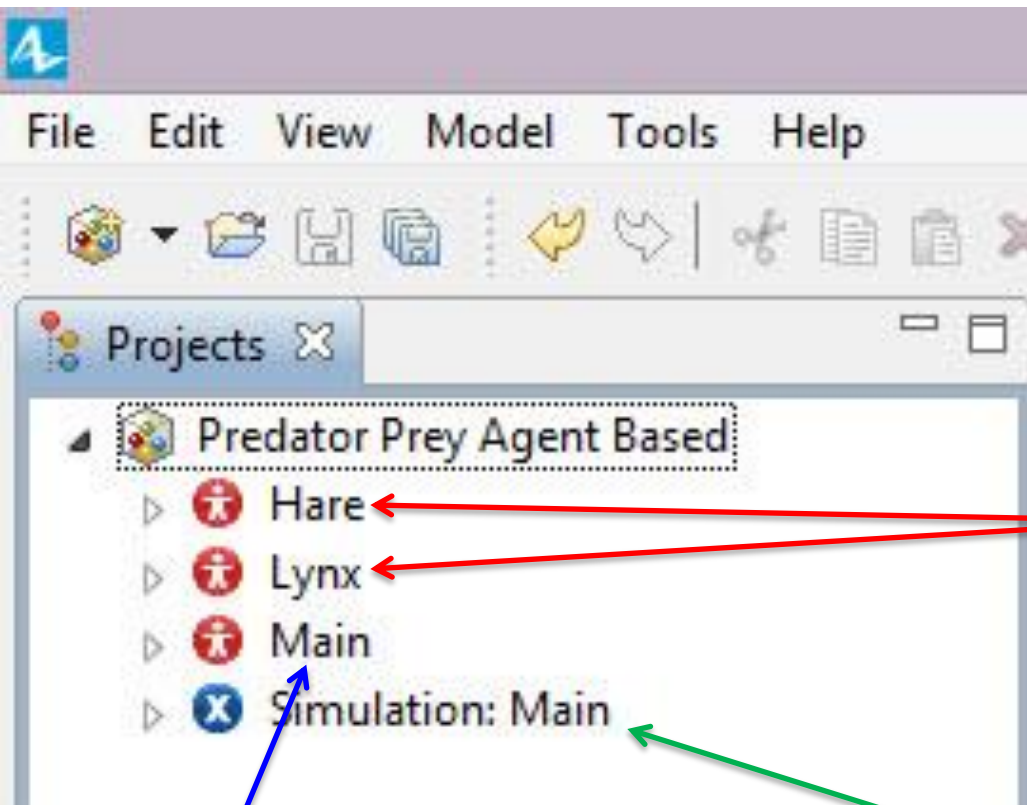 File Edit View Model Tools Help
Projects
Predator Prey Agent Based
Hare
Lynx
Main
Simulation: Main